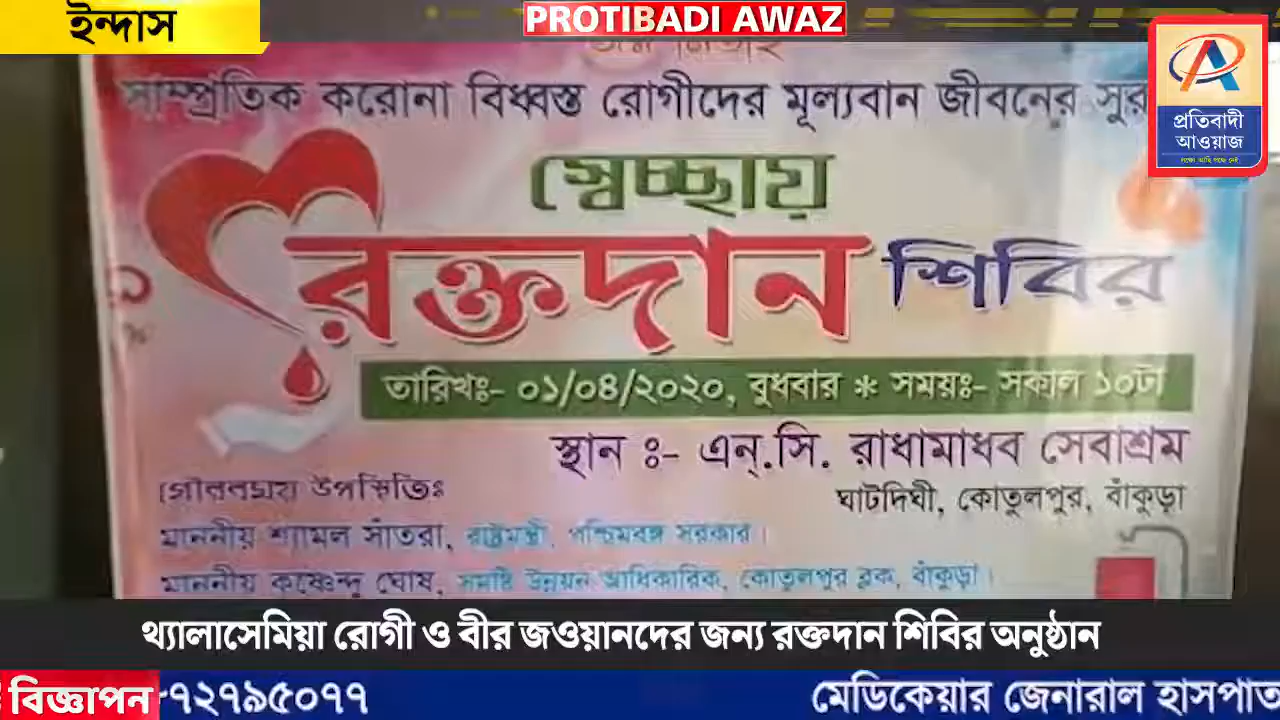 ইন্দাস
PROTIBADI AWAZ
প্রতিবাদী
আওয়াজ
সাম্প্রতিক করোনা বিধ্বস্ত রোগীদের মূল্যবান জীবনের
স্বেচ্ছায়
রক্তদান শিবির
তারিখঃ- ০১/০৪/২০২০, বুধবার * সময়ঃ- সকাল ১০টা
স্থান ঃ- এন্.সি. রাধামাধব সেবাশ্রম
ঘাটদিঘী, কোতুলপুর, বাঁকুড়া
গৌরবময় উপস্থিতিঃ
মাননীয় শ্যামল সাঁতরা, রাষ্ট্রমন্ত্রী, পশ্চিমবঙ্গ সরকার।
মাননীয় কৃষ্ণেন্দু ঘোষ, সমষ্টি উন্নয়ন আধিকারিক, কোতুলপুর ব্লক, বাঁকুড়া।
থ্যালাসেমিয়া রোগী ও বীর জওয়ানদের জন্য রক্তদান শিবির অনুষ্ঠান
বিজ্ঞাপন -৭২৭৯৫০৭৭ মেডিকেয়ার জেনারাল হাসপাত